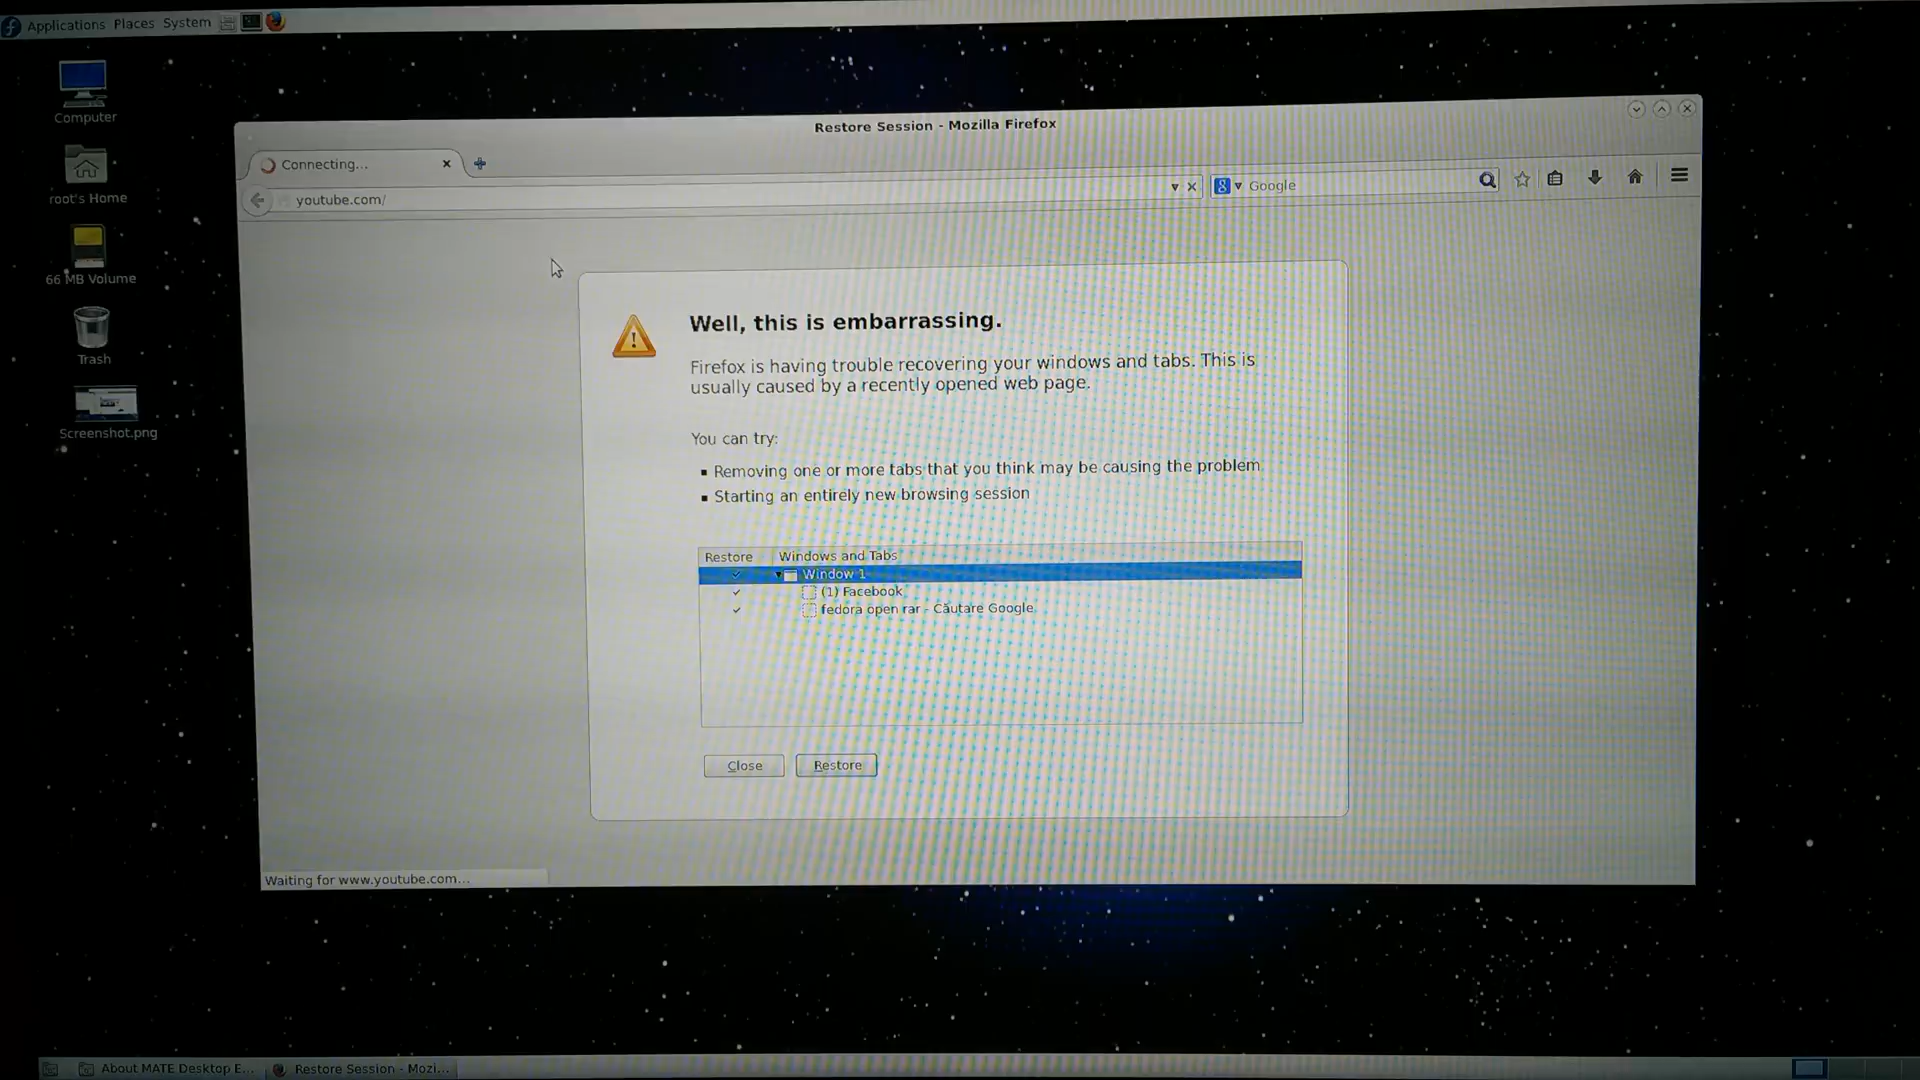 Applications Places System
Computer
root's Home
66 MB Volume
Trash
Screenshot.png
Restore Session - Mozilla Firefox
Connecting...
youtube.com/
Google
Well, this is embarrassing.
Firefox is having trouble recovering your windows and tabs. This is
usually caused by a recently opened web page.
You can try:
Removing one or more tabs that you think may be causing the problem
Starting an entirely new browsing session
Restore Windows and Tabs
Window 1
(1) Facebook
fedora open rar - Căutare Google
Close Restore
Waiting for www.youtube.com...
About MATE Desktop E... Restore Session - Mozi...